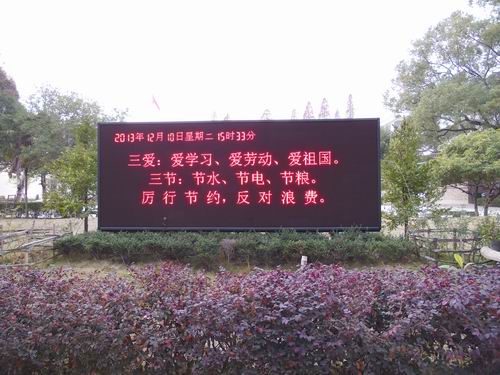 2013年12月10日星期二 15时33分
三爱：爱学习、爱劳动、爱祖国。
三节：节水、节电、节粮。
厉行节约，反对浪费。